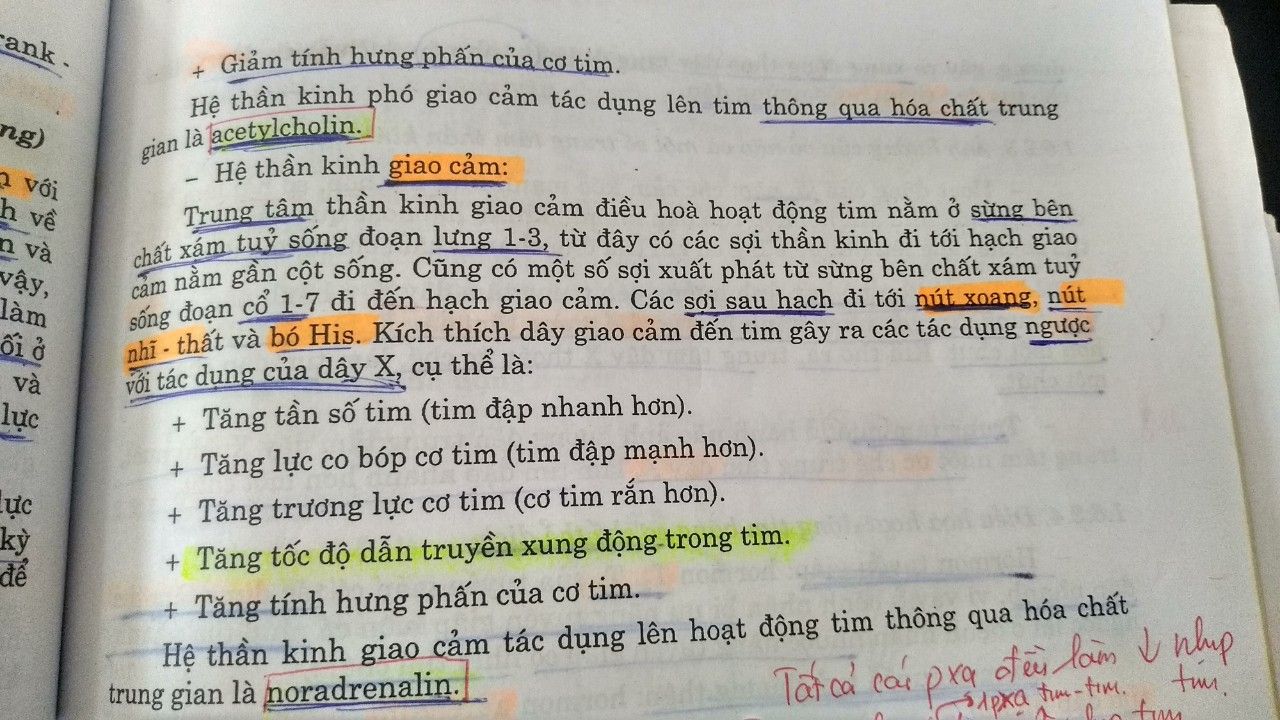 rank.
ng)
với
h về
n và
vậy,
làm
ối ở
và
lực
lực
kỳ
để
+ Giảm tính hưng phấn của cơ tim.
Hệ thần kinh phó giao cảm tác dụng lên tim thông qua hóa chất trung
gian là acetylcholin.
– Hệ thần kinh giao cảm:
Trung tâm thần kinh giao cảm điều hoà hoạt động tim nằm ở sừng bên
chất xám tuỷ sống đoạn lưng 1-3, từ đây có các sợi thần kinh đi tới hạch giao
cảm nằm gần cột sống. Cũng có một số sợi xuất phát từ sừng bên chất xám tuỷ
sống đoạn cổ 1-7 đi đến hạch giao cảm. Các sợi sau hạch đi tới nút xoang, nút
nhĩ - thất và bó His. Kích thích dây giao cảm đến tim gây ra các tác dụng ngược
với tác dụng của dây X, cụ thể là:
+ Tăng tần số tim (tim đập nhanh hơn).
+ Tăng lực co bóp cơ tim (tim đập mạnh hơn).
+ Tăng trương lực cơ tim (cơ tim rắn hơn).
+ Tăng tốc độ dẫn truyền xung động trong tim.
+ Tăng tính hưng phấn của cơ tim.
Hệ thần kinh giao cảm tác dụng lên hoạt động tim thông qua hóa chất
trung gian là noradrenalin.
Tất cả các pxạ đều làm ↓ nhịp
tim.
pxạ tim-tim.
tim